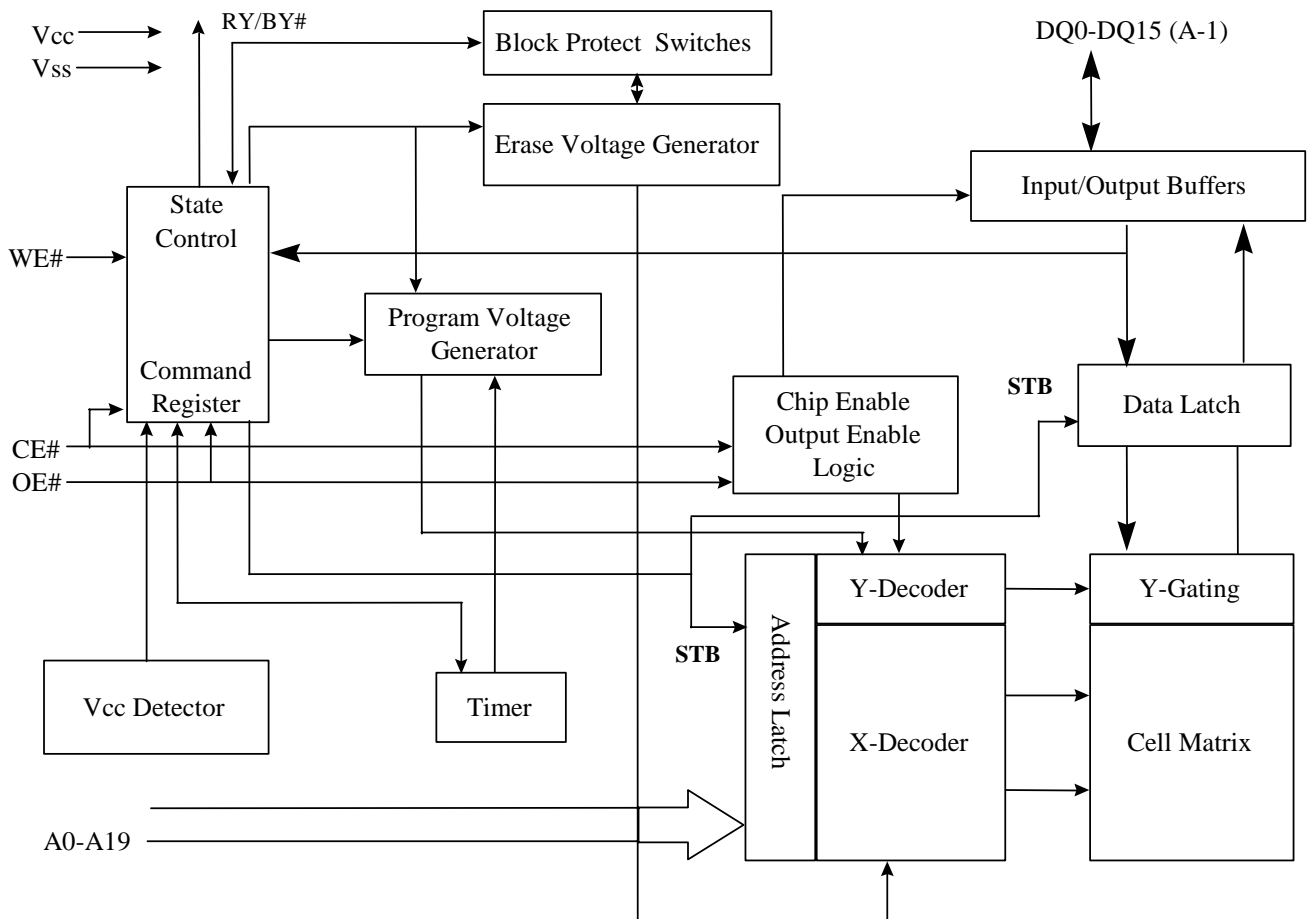 RY/BY#
Vcc
Vss
Block Protect Switches
DQ0-DQ15 (A-1)
Erase Voltage Generator
Input/Output Buffers
State
Control
WE#
Program Voltage
Generator
Command
Register
STB
Chip Enable
Output Enable
Logic
Data Latch
CE#
OE#
Y-Decoder
Y-Gating
STB
Address Latch
Vcc Detector
Timer
X-Decoder
Cell Matrix
A0-A19